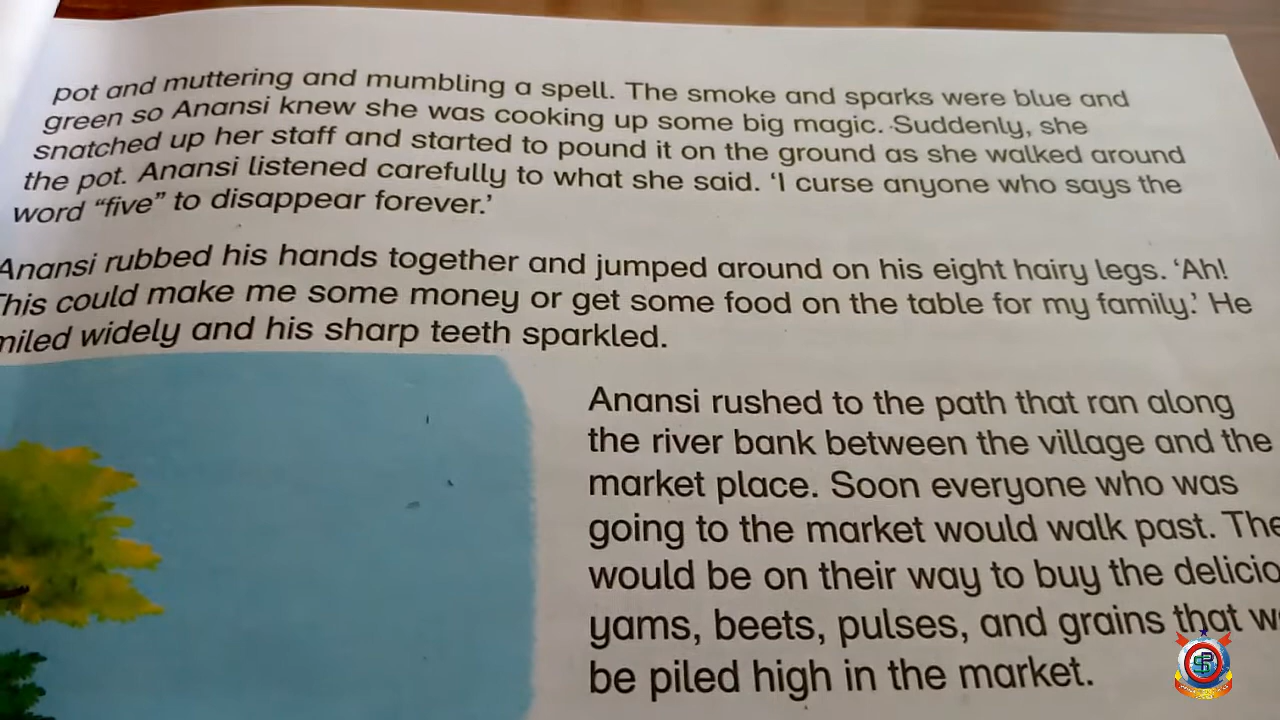 pot and muttering and mumbling a spell. The smoke and sparks were blue and
green so Anansi knew she was cooking up some big magic. Suddenly, she
snatched up her staff and started to pound it on the ground as she walked around
the pot. Anansi listened carefully to what she said. ‘I curse anyone who says the
word “five” to disappear forever.’
Anansi rubbed his hands together and jumped around on his eight hairy legs. ‘Ah!
This could make me some money or get some food on the table for my family.’ He
miled widely and his sharp teeth sparkled.
Anansi rushed to the path that ran along
the river bank between the village and the
market place. Soon everyone who was
going to the market would walk past. The
would be on their way to buy the delicio
yams, beets, pulses, and grains that w
be piled high in the market.